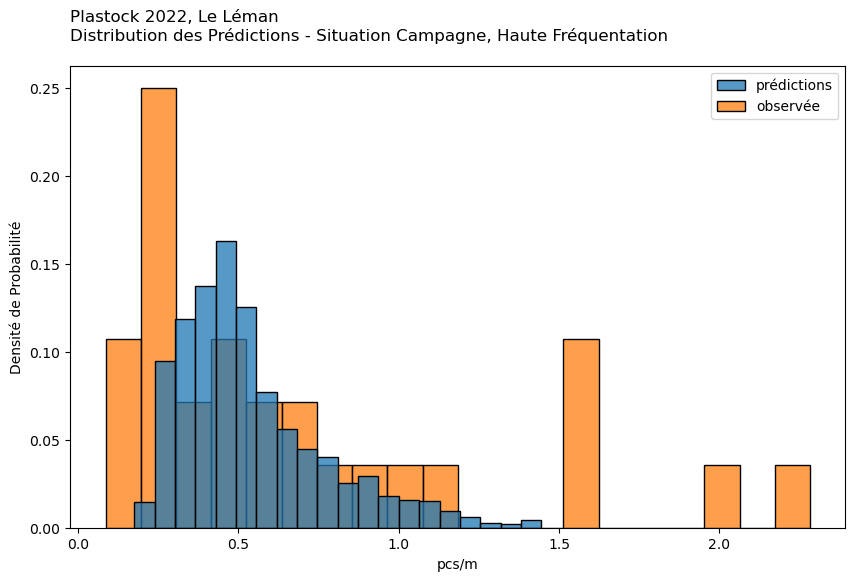 Plastock 2022, Le Léman
Distribution des Prédictions - Situation Campagne, Haute Fréquentation
prédictions
observée
Densité de Probabilité
0.25
0.20
0.15
0.10
0.05
0.00
0.0
0.5
1.0
1.5
2.0
pcs/m